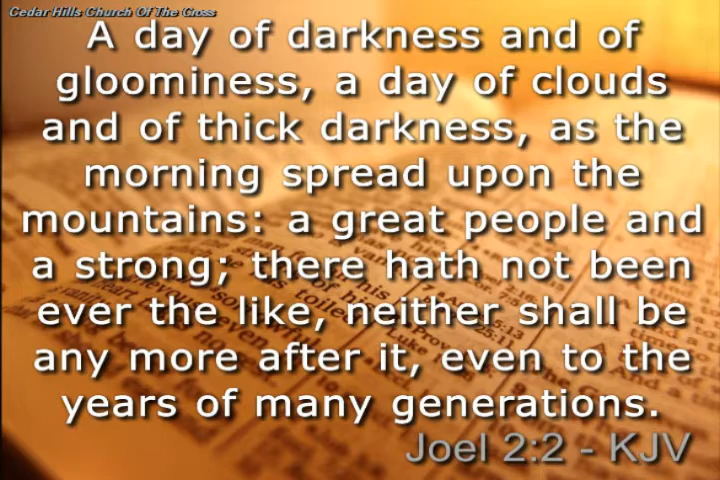 Cedar Hills Church Of The Cross
A day of darkness and of
gloominess, a day of clouds
and of thick darkness, as the
morning spread upon the
mountains: a great people and
a strong; there hath not been
ever the like, neither shall be
any more after it, even to the
years of many generations.
Joel 2:2 - KJV